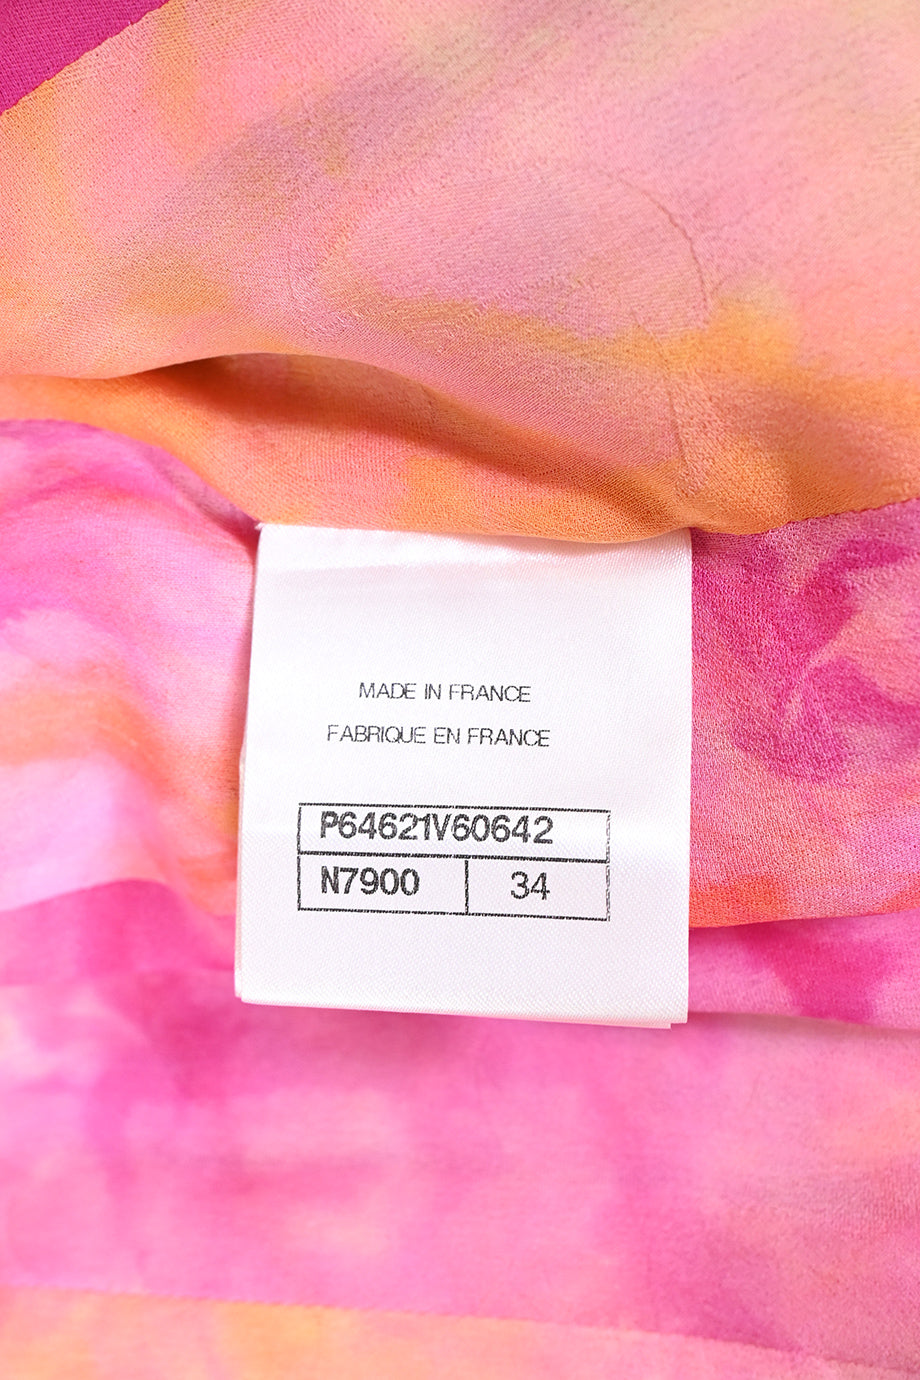 MADE IN FRANCE
FABRIQUE EN FRANCE
P64621V60642
N7900 34